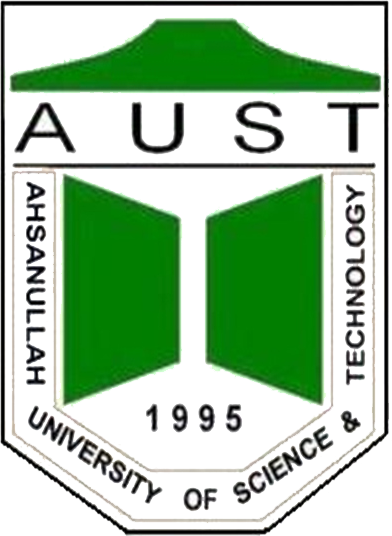 AUST
AHSANULLAH
UNIVERSITY OF SCIENCE &
TECHNOLOGY
1995